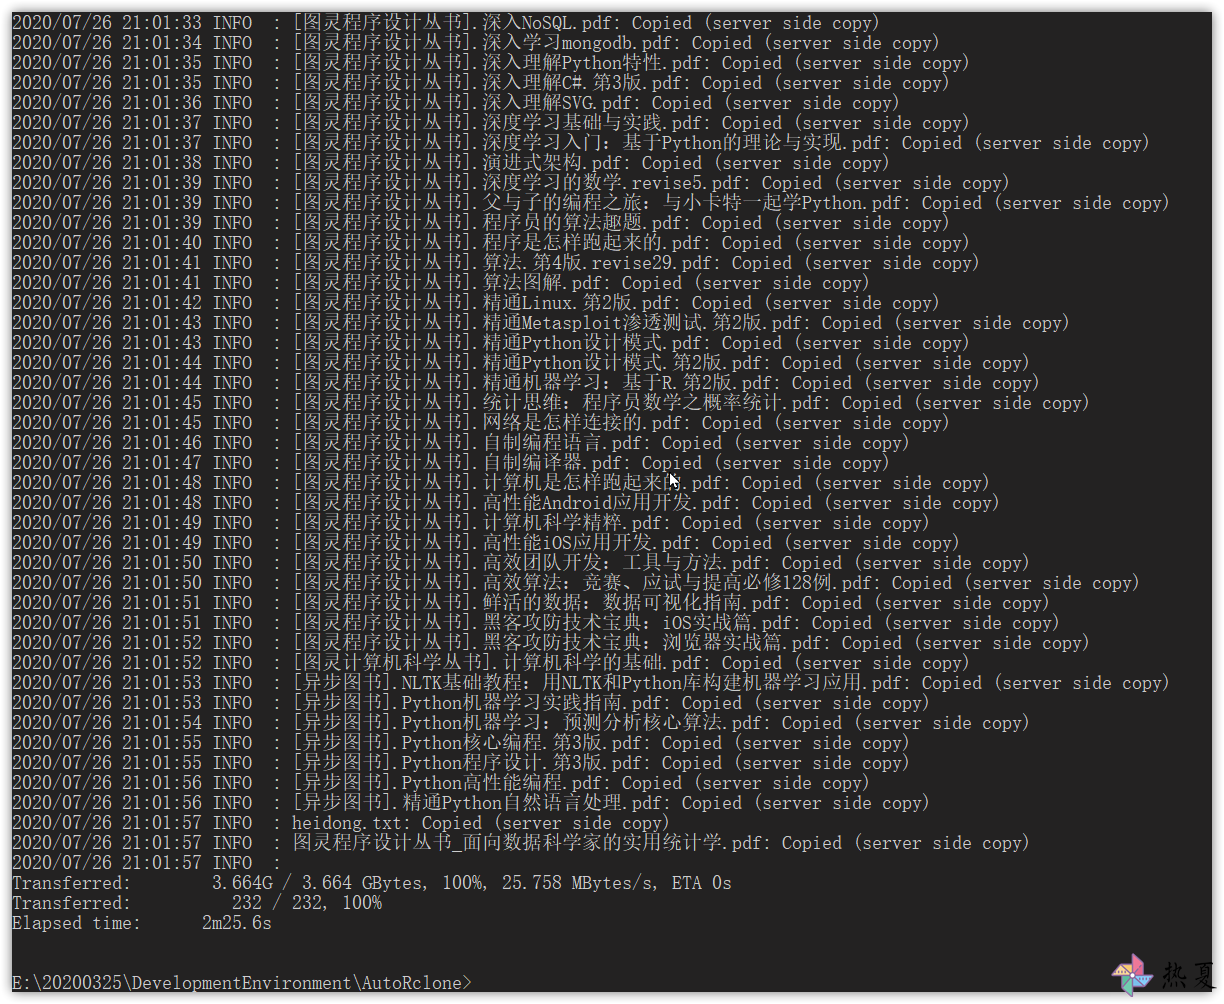 2020/07/26 21:01:33 INFO  : [图灵程序设计丛书].深入NoSQL.pdf: Copied (server side copy)
2020/07/26 21:01:34 INFO  : [图灵程序设计丛书].深入学习mongodb.pdf: Copied (server side copy)
2020/07/26 21:01:35 INFO  : [图灵程序设计丛书].深入理解Python特性.pdf: Copied (server side copy)
2020/07/26 21:01:35 INFO  : [图灵程序设计丛书].深入理解C#.第3版.pdf: Copied (server side copy)
2020/07/26 21:01:36 INFO  : [图灵程序设计丛书].深入理解SVG.pdf: Copied (server side copy)
2020/07/26 21:01:37 INFO  : [图灵程序设计丛书].深度学习基础与实践.pdf: Copied (server side copy)
2020/07/26 21:01:37 INFO  : [图灵程序设计丛书].深度学习入门：基于Python的理论与实现.pdf: Copied (server side copy)
2020/07/26 21:01:38 INFO  : [图灵程序设计丛书].演进式架构.pdf: Copied (server side copy)
2020/07/26 21:01:39 INFO  : [图灵程序设计丛书].深度学习的数学.revise5.pdf: Copied (server side copy)
2020/07/26 21:01:39 INFO  : [图灵程序设计丛书].父与子的编程之旅：与小卡特一起学Python.pdf: Copied (server side copy)
2020/07/26 21:01:39 INFO  : [图灵程序设计丛书].程序员的算法趣题.pdf: Copied (server side copy)
2020/07/26 21:01:40 INFO  : [图灵程序设计丛书].程序是怎样跑起来的.pdf: Copied (server side copy)
2020/07/26 21:01:41 INFO  : [图灵程序设计丛书].算法.第4版.revise29.pdf: Copied (server side copy)
2020/07/26 21:01:41 INFO  : [图灵程序设计丛书].算法图解.pdf: Copied (server side copy)
2020/07/26 21:01:42 INFO  : [图灵程序设计丛书].精通Linux.第2版.pdf: Copied (server side copy)
2020/07/26 21:01:43 INFO  : [图灵程序设计丛书].精通Metasploit渗透测试.第2版.pdf: Copied (server side copy)
2020/07/26 21:01:43 INFO  : [图灵程序设计丛书].精通Python设计模式.pdf: Copied (server side copy)
2020/07/26 21:01:44 INFO  : [图灵程序设计丛书].精通Python设计模式.第2版.pdf: Copied (server side copy)
2020/07/26 21:01:44 INFO  : [图灵程序设计丛书].精通机器学习：基于R.第2版.pdf: Copied (server side copy)
2020/07/26 21:01:45 INFO  : [图灵程序设计丛书].统计思维：程序员数学之概率统计.pdf: Copied (server side copy)
2020/07/26 21:01:45 INFO  : [图灵程序设计丛书].网络是怎样连接的.pdf: Copied (server side copy)
2020/07/26 21:01:46 INFO  : [图灵程序设计丛书].自制编程语言.pdf: Copied (server side copy)
2020/07/26 21:01:47 INFO  : [图灵程序设计丛书].自制编译器.pdf: Copied (server side copy)
2020/07/26 21:01:48 INFO  : [图灵程序设计丛书].计算机是怎样跑起来的.pdf: Copied (server side copy)
2020/07/26 21:01:48 INFO  : [图灵程序设计丛书].高性能Android应用开发.pdf: Copied (server side copy)
2020/07/26 21:01:49 INFO  : [图灵程序设计丛书].计算机科学精粹.pdf: Copied (server side copy)
2020/07/26 21:01:49 INFO  : [图灵程序设计丛书].高性能iOS应用开发.pdf: Copied (server side copy)
2020/07/26 21:01:50 INFO  : [图灵程序设计丛书].高效团队开发：工具与方法.pdf: Copied (server side copy)
2020/07/26 21:01:50 INFO  : [图灵程序设计丛书].高效算法：竞赛、应试与提高必修128例.pdf: Copied (server side copy)
2020/07/26 21:01:51 INFO  : [图灵程序设计丛书].鲜活的数据：数据可视化指南.pdf: Copied (server side copy)
2020/07/26 21:01:51 INFO  : [图灵程序设计丛书].黑客攻防技术宝典：iOS实战篇.pdf: Copied (server side copy)
2020/07/26 21:01:52 INFO  : [图灵程序设计丛书].黑客攻防技术宝典：浏览器实战篇.pdf: Copied (server side copy)
2020/07/26 21:01:52 INFO  : [图灵计算机科学丛书].计算机科学的基础.pdf: Copied (server side copy)
2020/07/26 21:01:53 INFO  : [异步图书].NLTK基础教程：用NLTK和Python库构建机器学习应用.pdf: Copied (server side copy)
2020/07/26 21:01:53 INFO  : [异步图书].Python机器学习实践指南.pdf: Copied (server side copy)
2020/07/26 21:01:54 INFO  : [异步图书].Python机器学习：预测分析核心算法.pdf: Copied (server side copy)
2020/07/26 21:01:55 INFO  : [异步图书].Python核心编程.第3版.pdf: Copied (server side copy)
2020/07/26 21:01:55 INFO  : [异步图书].Python程序设计.第3版.pdf: Copied (server side copy)
2020/07/26 21:01:56 INFO  : [异步图书].Python高性能编程.pdf: Copied (server side copy)
2020/07/26 21:01:56 INFO  : [异步图书].精通Python自然语言处理.pdf: Copied (server side copy)
2020/07/26 21:01:57 INFO  : heidong.txt: Copied (server side copy)
2020/07/26 21:01:57 INFO  : 图灵程序设计丛书_面向数据科学家的实用统计学.pdf: Copied (server side copy)
2020/07/26 21:01:57 INFO  :
Transferred:        3.664G / 3.664 GBytes, 100%, 25.758 MBytes/s, ETA 0s
Transferred:          232 / 232, 100%
Elapsed time:      2m25.6s
E:\20200325\DevelopmentEnvironment\AutoRclone>
热夏